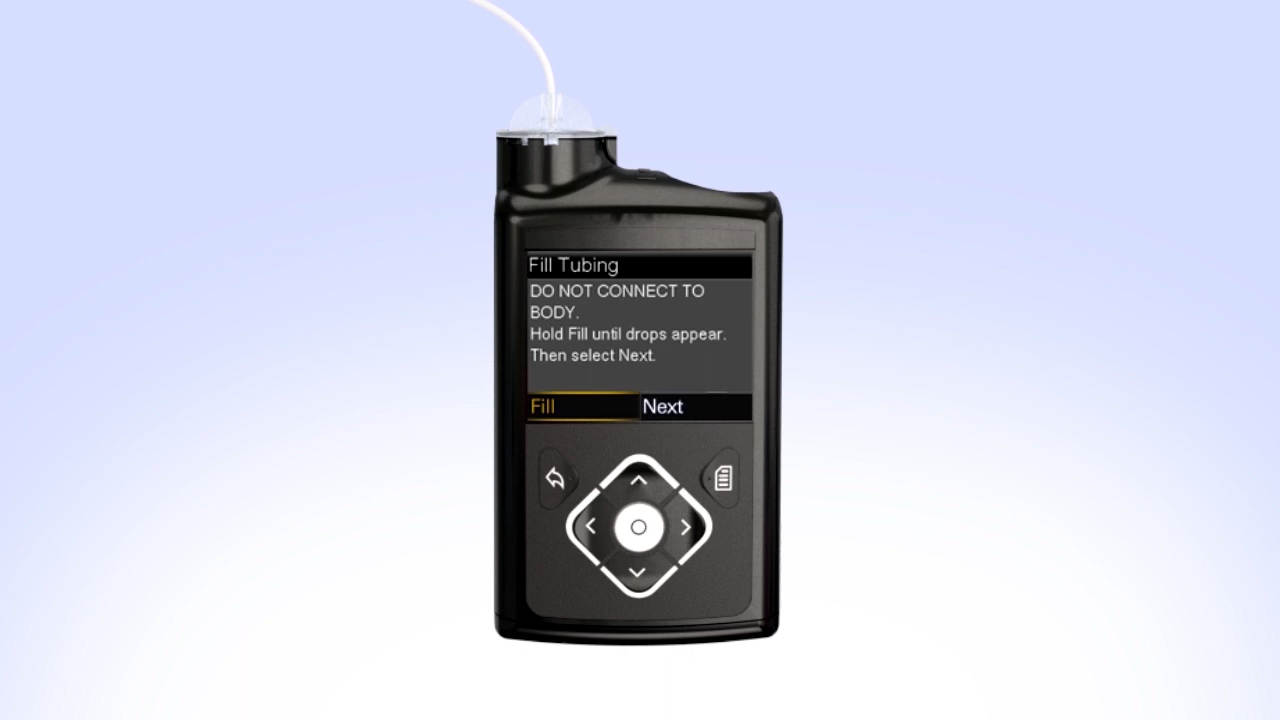 Fill Tubing
DO NOT CONNECT TO
BODY.
Hold Fill until drops appear.
Then select Next.
Fill Next